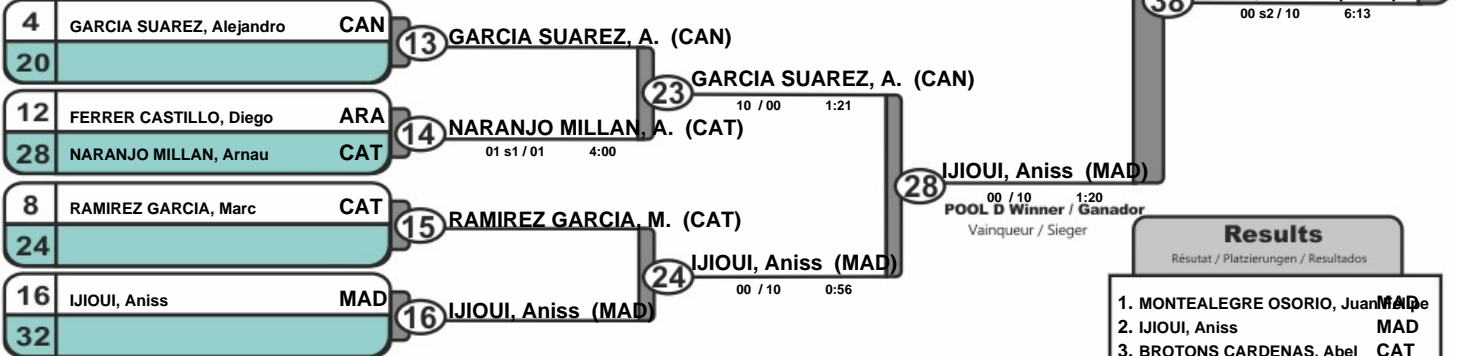 4 GARCIA SUAREZ, Alejandro CAN
20
12 FERRER CASTILLO, Diego ARA
28 NARANJO MILLAN, Arnau CAT
8 RAMIREZ GARCIA, Marc CAT
24
16 IJIOUI, Aniss MAD
32
13 GARCIA SUAREZ, A. (CAN)
14 NARANJO MILLAN, A. (CAT)
01 s1 / 01 4:00
15 RAMIREZ GARCIA, M. (CAT)
16 IJIOUI, Aniss (MAD)
23 GARCIA SUAREZ, A. (CAN)
10 / 00 1:21
24 IJIOUI, Aniss (MAD)
00 / 10 0:56
28 IJIOUI, Aniss (MAD)
00 / 10 1:20
POOL D Winner / Ganador
Vainqueur / Sieger
38
00 s2 / 10 6:13
Results
Résutat / Platzierungen / Resultados
1. MONTEALEGRE OSORIO, Juan Felipe MAD
2. IJIOUI, Aniss MAD
3. BROTONS CARDENAS, Abel CAT